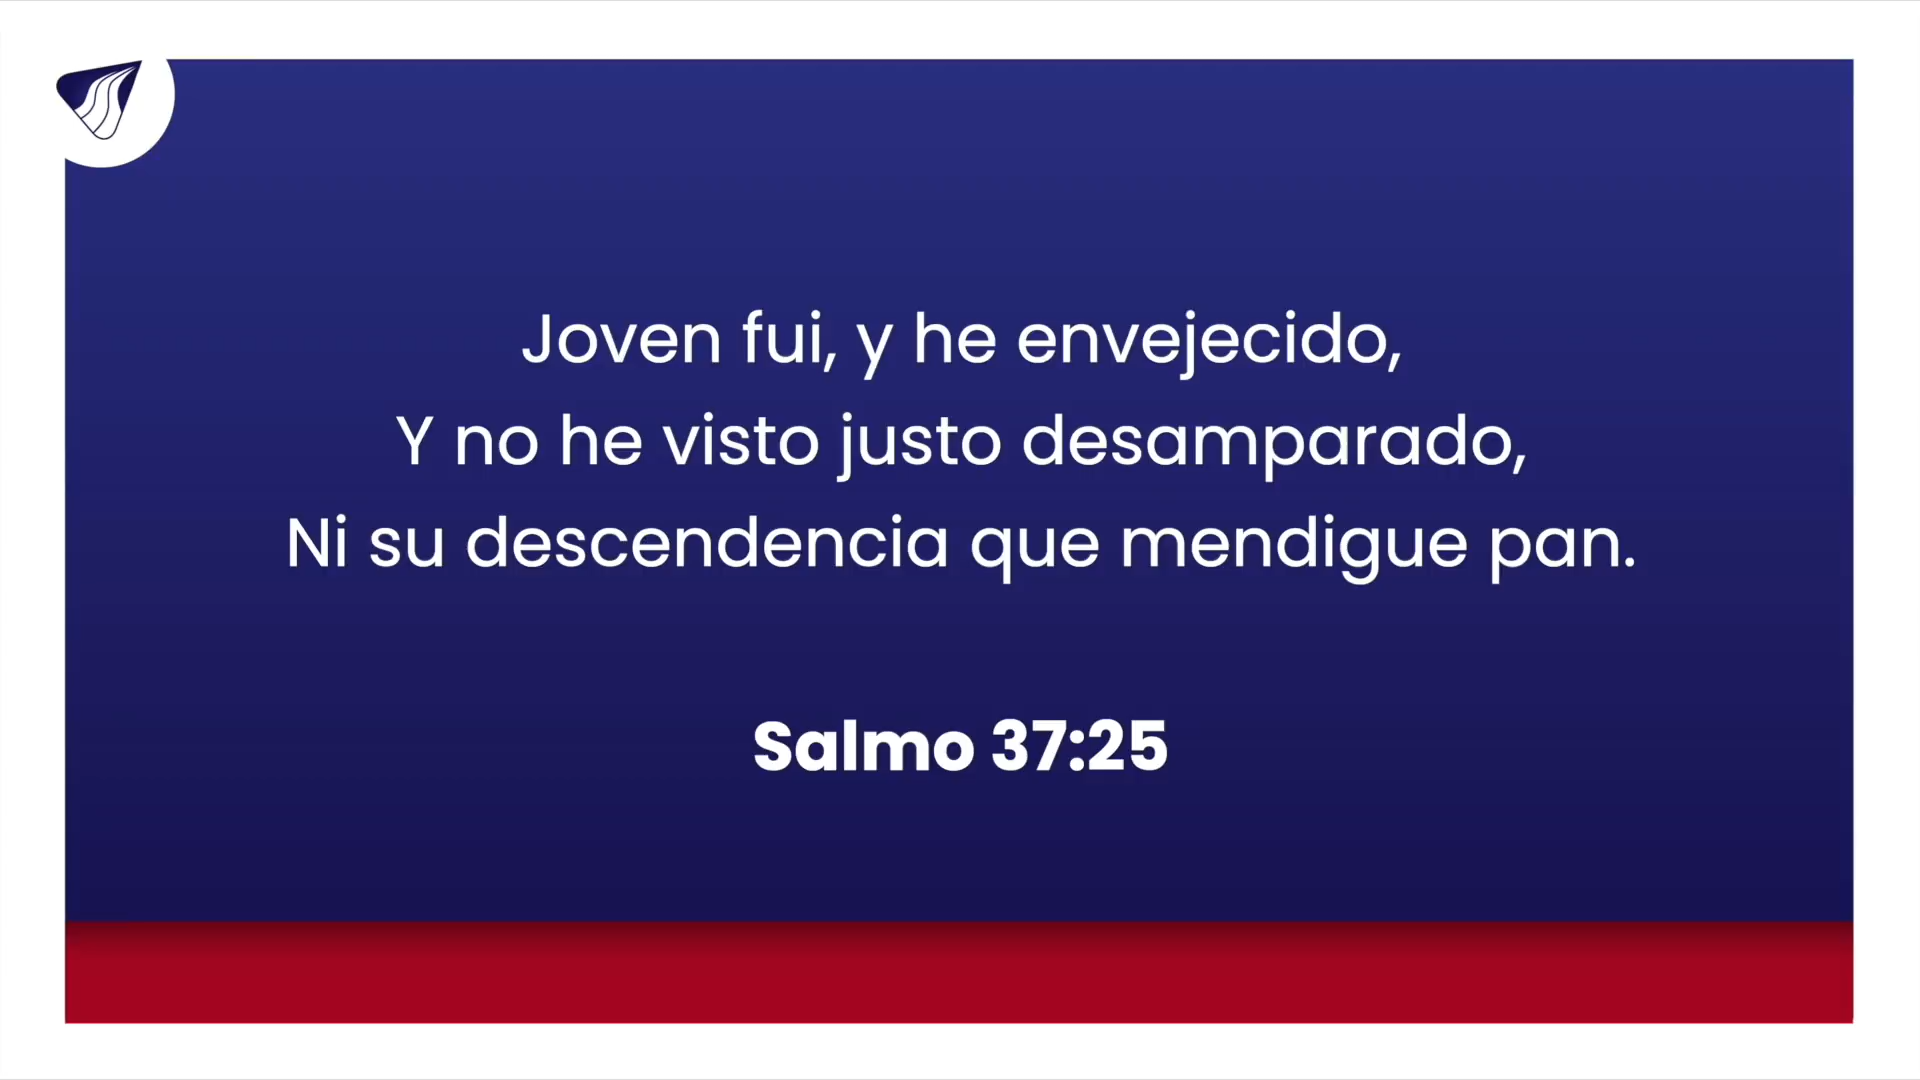 Joven fui, y he envejecido,
Y no he visto justo desamparado,
Ni su descendencia que mendigue pan.
Salmo 37:25